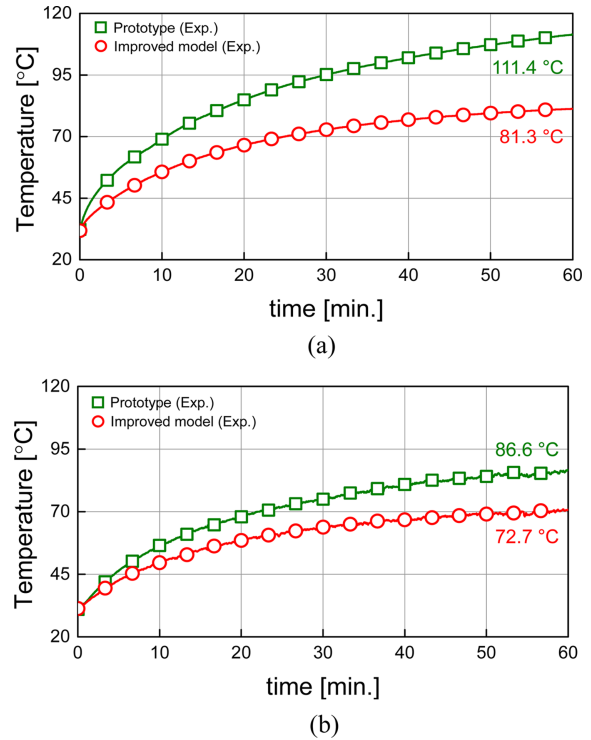 120
95
70
45
20
Temperature [°C]
Prototype (Exp.)
Improved model (Exp.)
111.4 °C
81.3 °C
0
10
20
30
40
50
60
time [min.]
(a)
120
95
70
45
20
Temperature [°C]
Prototype (Exp.)
Improved model (Exp.)
86.6 °C
72.7 °C
0
10
20
30
40
50
60
time [min.]
(b)